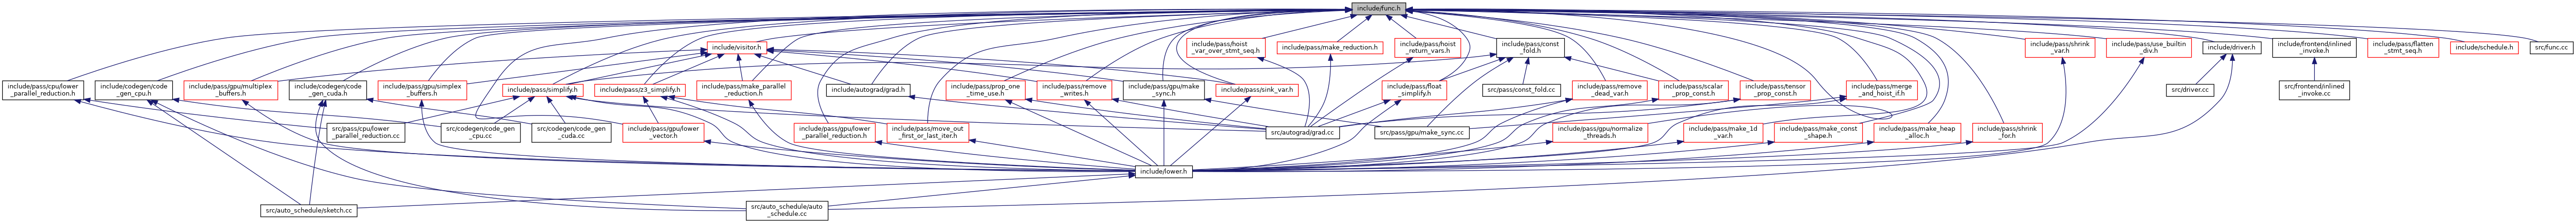 include/func.h
include/visitor.h
include/pass/hoist
_var_over_stmt_seq.h
include/pass/make_reduction.h
include/pass/hoist
_return_vars.h
include/pass/const
_fold.h
include/pass/shrink
_var.h
include/pass/use_builtin
_div.h
include/driver.h
include/frontend/inlined
_invoke.h
include/pass/flatten
_stmt_seq.h
include/schedule.h
src/func.cc
include/pass/cpu/lower
_parallel_reduction.h
include/codegen/code
_gen_cpu.h
include/pass/gpu/multiplex
_buffers.h
include/codegen/code
_gen_cuda.h
include/pass/gpu/simplex
_buffers.h
include/pass/simplify.h
include/pass/z3_simplify.h
include/pass/make_parallel
_reduction.h
include/autograd/grad.h
include/pass/prop_one
_time_use.h
include/pass/remove
_writes.h
include/pass/gpu/make
_sync.h
include/pass/sink_var.h
include/pass/float
_simplify.h
src/pass/const_fold.cc
include/pass/remove
_dead_var.h
include/pass/scalar
_prop_const.h
include/pass/tensor
_prop_const.h
include/pass/merge
_and_hoist_if.h
src/driver.cc
src/frontend/inlined
_invoke.cc
src/pass/cpu/lower
_parallel_reduction.cc
src/codegen/code_gen
_cpu.cc
src/codegen/code_gen
_cuda.cc
include/pass/gpu/lower
_vector.h
include/pass/gpu/lower
_parallel_reduction.h
include/pass/move_out
_first_or_last_iter.h
src/autograd/grad.cc
src/pass/gpu/make_sync.cc
include/pass/gpu/normalize
_threads.h
include/pass/make_1d
_var.h
include/pass/make_const
_shape.h
include/pass/make_heap
_alloc.h
include/pass/shrink
_for.h
include/lower.h
src/auto_schedule/sketch.cc
src/auto_schedule/auto
_schedule.cc